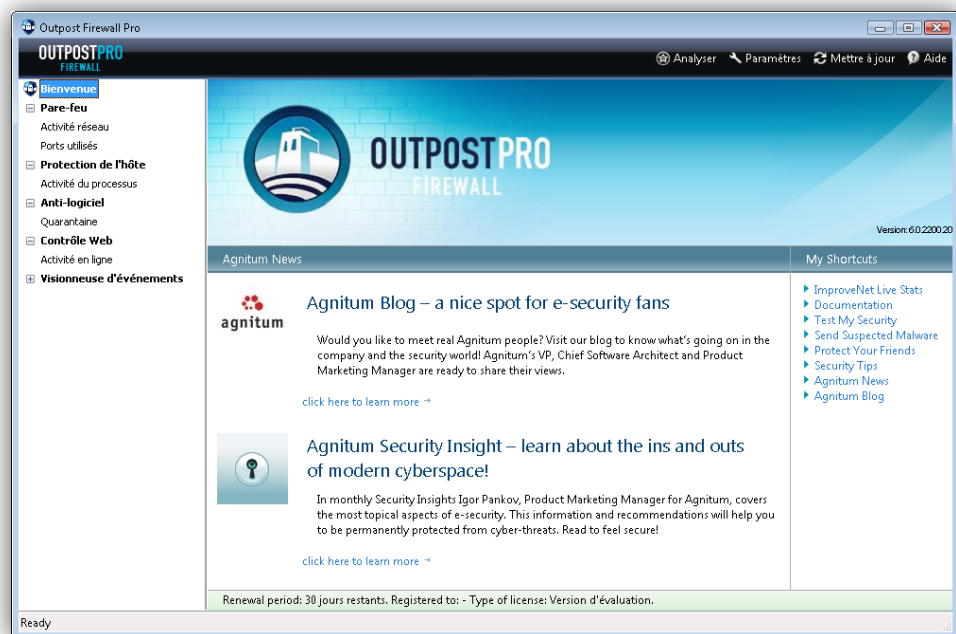 Outpost Firewall Pro
OUTPOSTPRO
FIREWALL
Analyser
Paramètres
Mettre à jour
Aide
Bienvenue
Pare-feu
Activité réseau
Ports utilisés
Protection de l'hôte
Activité du processus
Anti-logiciel
Quarantaine
Contrôle Web
Activité en ligne
Visionneuse d'événements
OUTPOSTPRO
FIREWALL
Version: 6.0.2200.20
Agnitum News
agnitum
Agnitum Blog – a nice spot for e-security fans
Would you like to meet real Agnitum people? Visit our blog to know what's going on in the
company and the security world! Agnitum's VP, Chief Software Architect and Product
Marketing Manager are ready to share their views.
click here to learn more →
Agnitum Security Insight – learn about the ins and outs
of modern cyberspace!
In monthly Security Insights Igor Pankov, Product Marketing Manager for Agnitum, covers
the most topical aspects of e-security. This information and recommendations will help you
to be permanently protected from cyber-threats. Read to feel secure!
click here to learn more →
My Shortcuts
ImproveNet Live Stats
Documentation
Test My Security
Send Suspected Malware
Protect Your Friends
Security Tips
Agnitum News
Agnitum Blog
Renewal period: 30 jours restants. Registered to: - Type of license: Version d'évaluation.
Ready